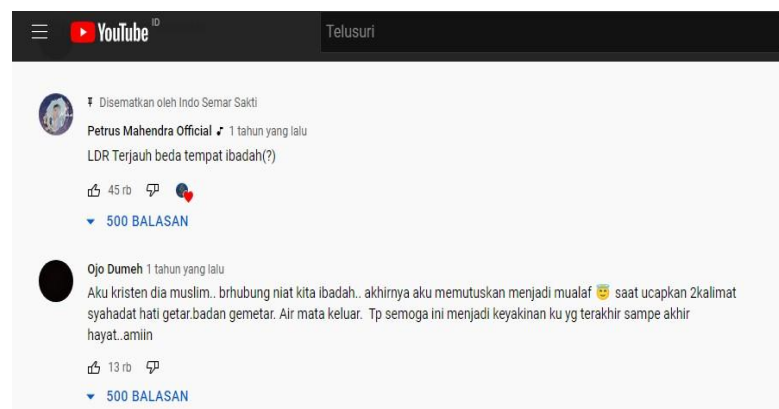 YouTube ID
Telusuri
Disematkan oleh Indo Semar Sakti
Petrus Mahendra Official ♪ 1 tahun yang lalu
LDR Terjauh beda tempat ibadah(?)
45 rb
500 BALASAN
Ojo Dumeh 1 tahun yang lalu
Aku kristen dia muslim.. brhubung niat kita ibadah.. akhirnya aku memutuskan menjadi mualaf 😇 saat ucapkan 2kalimat
syahadat hati getar.badan gemetar. Air mata keluar. Tp semoga ini menjadi keyakinan ku yg terakhir sampe akhir
hayat..amiin
13 rb
500 BALASAN